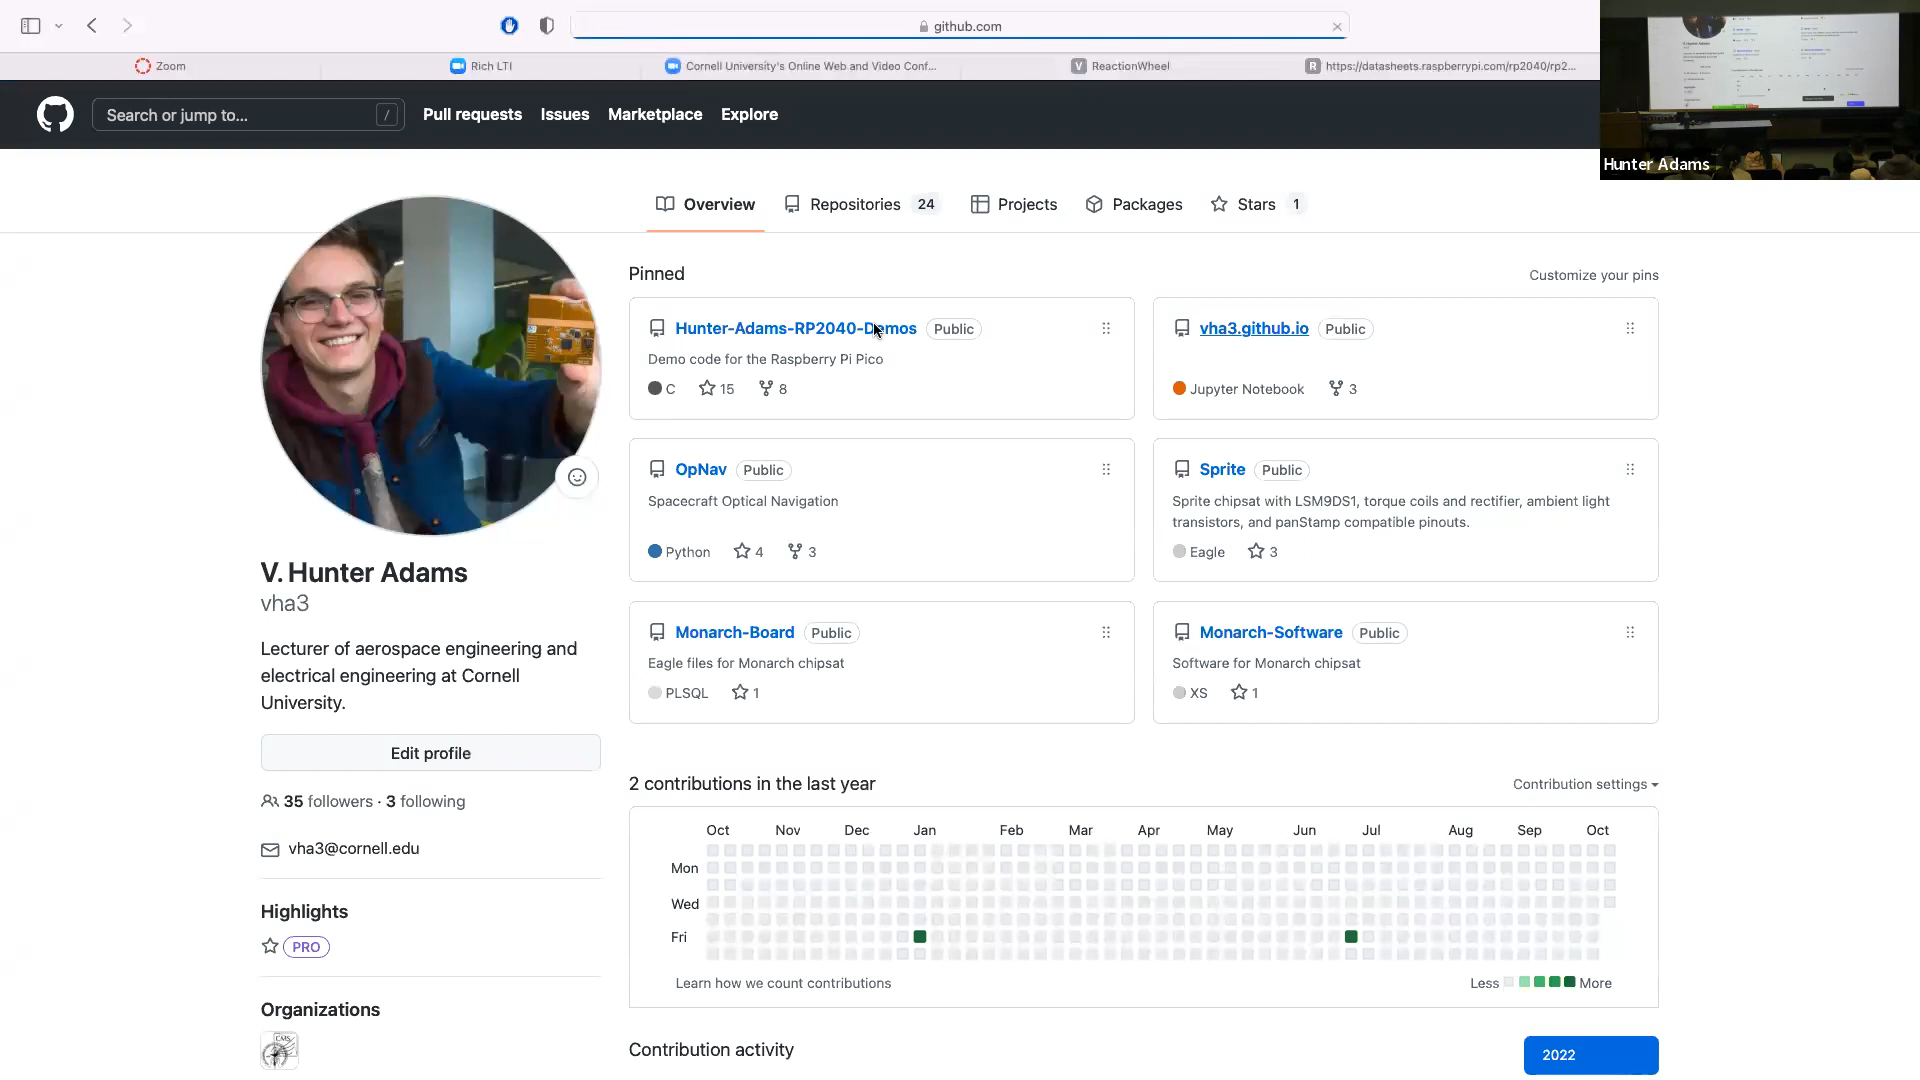 github.com
Zoom
Rich LTI
Cornell University's Online Web and Video Conf...
ReactionWheel
https://datasheets.raspberrypi.com/rp2040/rp2...
Search or jump to... /
Pull requests Issues Marketplace Explore
Hunter Adams
Overview Repositories 24 Projects Packages Stars 1
Pinned
Customize your pins
Hunter-Adams-RP2040-Demos Public
Demo code for the Raspberry Pi Pico
C 15 8
vha3.github.io Public
Jupyter Notebook 3
OpNav Public
Spacecraft Optical Navigation
Python 4 3
Sprite Public
Sprite chipsat with LSM9DS1, torque coils and rectifier, ambient light
transistors, and panStamp compatible pinouts.
Eagle 3
Monarch-Board Public
Eagle files for Monarch chipsat
PLSQL 1
Monarch-Software Public
Software for Monarch chipsat
XS 1
V. Hunter Adams
vha3
Lecturer of aerospace engineering and
electrical engineering at Cornell
University.
Edit profile
35 followers · 3 following
vha3@cornell.edu
Highlights
PRO
Organizations
2 contributions in the last year
Contribution settings
Oct Nov Dec Jan Feb Mar Apr May Jun Jul Aug Sep Oct
Mon
Wed
Fri
Learn how we count contributions
Less More
Contribution activity
2022